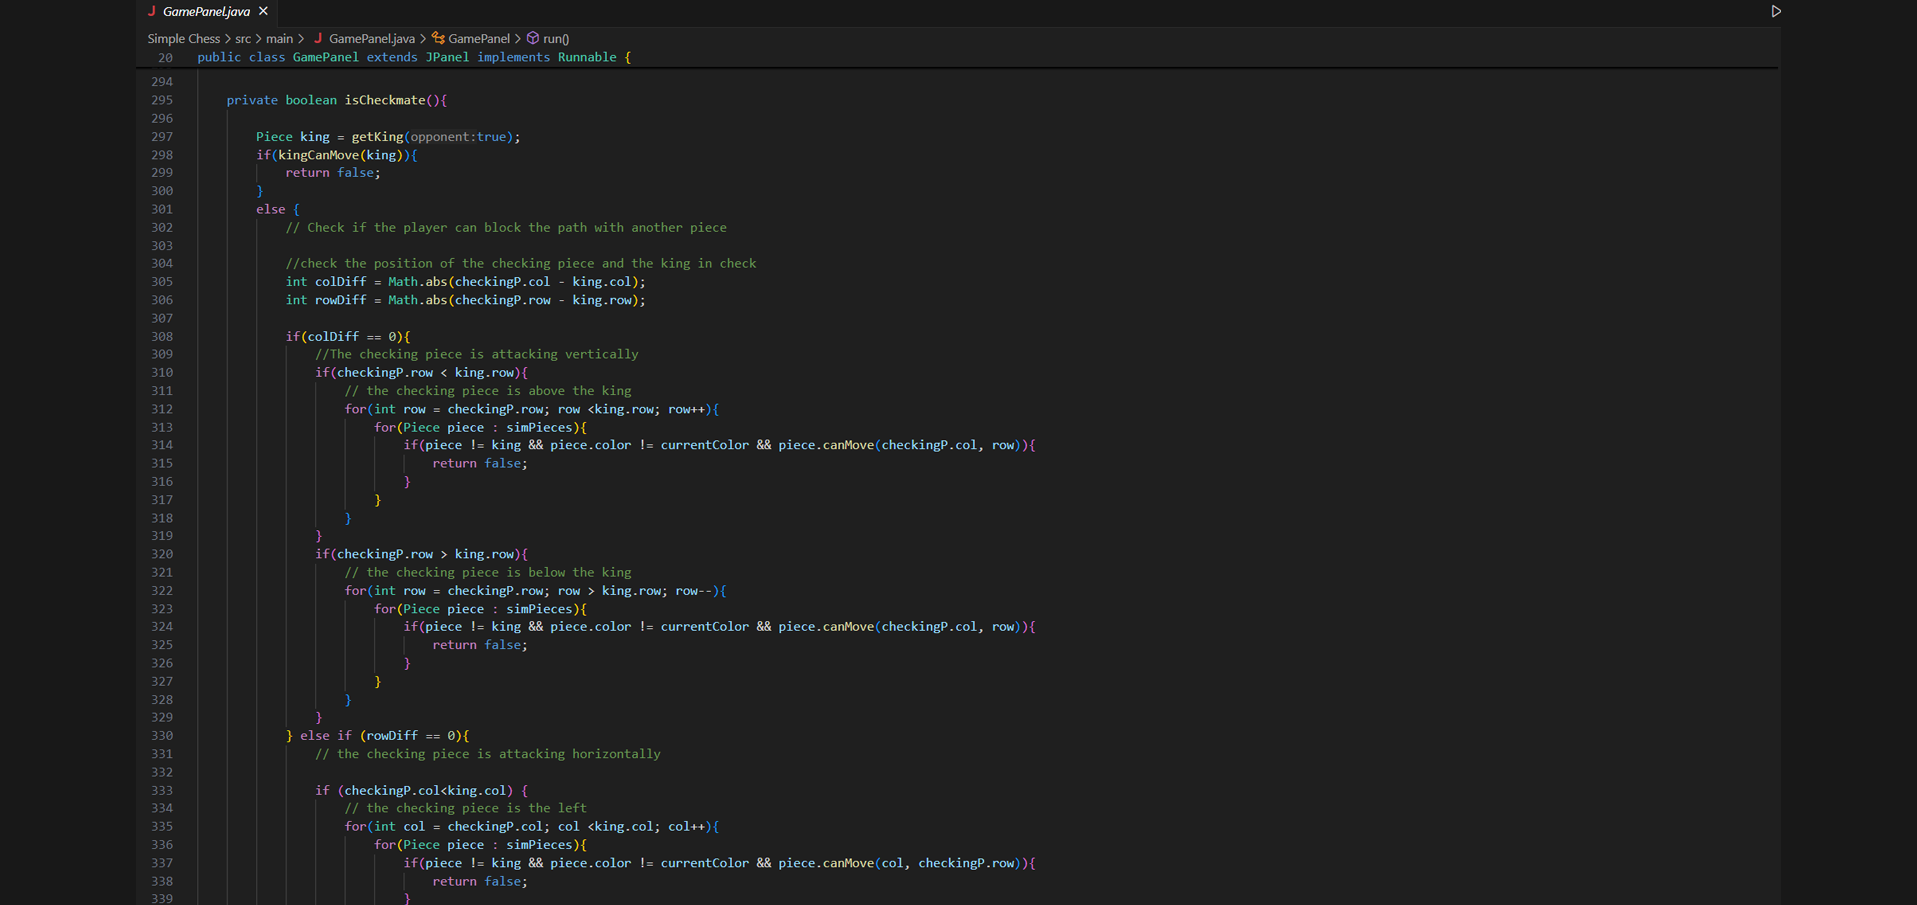 J GamePanel.java ×
Simple Chess > src > main > J GamePanel.java > GamePanel > run()
20 public class GamePanel extends JPanel implements Runnable {
294
295 private boolean isCheckmate(){
296
297 Piece king = getKing(opponent:true);
298 if(kingCanMove(king)){
299 return false;
300 }
301 else {
302 // Check if the player can block the path with another piece
303
304 //check the position of the checking piece and the king in check
305 int colDiff = Math.abs(checkingP.col - king.col);
306 int rowDiff = Math.abs(checkingP.row - king.row);
307
308 if(colDiff == 0){
309 //The checking piece is attacking vertically
310 if(checkingP.row < king.row){
311 // the checking piece is above the king
312 for(int row = checkingP.row; row <king.row; row++){
313 for(Piece piece : simPieces){
314 if(piece != king && piece.color != currentColor && piece.canMove(checkingP.col, row)){
315 return false;
316 }
317 }
318 }
319 }
320 if(checkingP.row > king.row){
321 // the checking piece is below the king
322 for(int row = checkingP.row; row > king.row; row--){
323 for(Piece piece : simPieces){
324 if(piece != king && piece.color != currentColor && piece.canMove(checkingP.col, row)){
325 return false;
326 }
327 }
328 }
329 }
330 } else if (rowDiff == 0){
331 // the checking piece is attacking horizontally
332
333 if (checkingP.col<king.col) {
334 // the checking piece is the left
335 for(int col = checkingP.col; col <king.col; col++){
336 for(Piece piece : simPieces){
337 if(piece != king && piece.color != currentColor && piece.canMove(col, checkingP.row)){
338 return false;
339 }